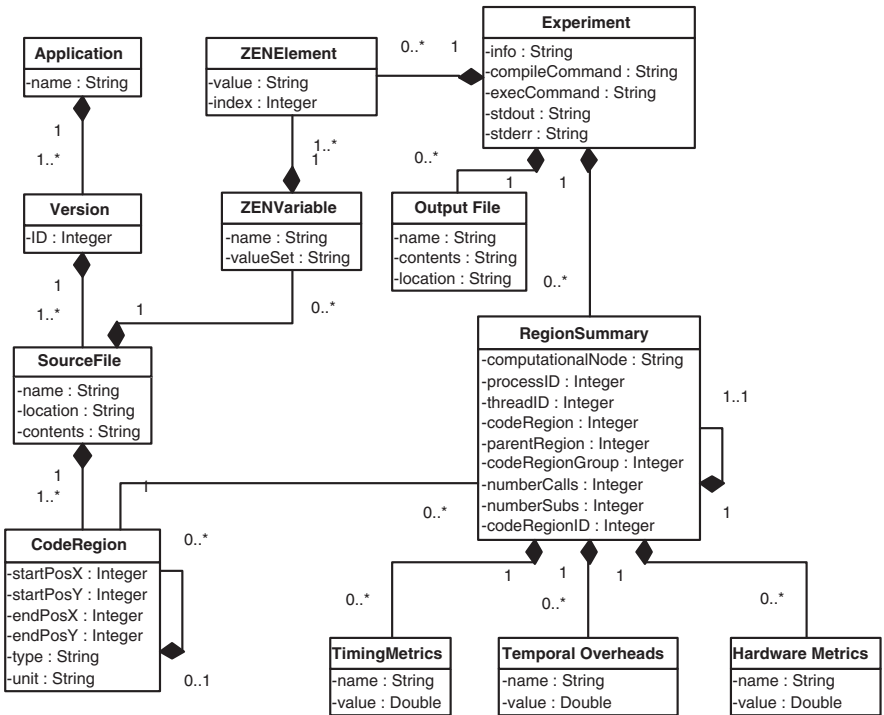 Application
-name : String
1
1..*
Version
-ID : Integer
1
1..*
SourceFile
-name : String
-location : String
-contents : String
1
1..*
CodeRegion
-startPosX : Integer
-startPosY : Integer
-endPosX : Integer
-endPosY : Integer
-type : String
-unit : String
0..*
0..1
ZENElement
-value : String
-index : Integer
0..*
1
1..*
1
ZENVariable
-name : String
-valueSet : String
1
0..*
Experiment
-info : String
-compileCommand : String
-execCommand : String
-stdout : String
-stderr : String
0..*
1
1
Output File
-name : String
-contents : String
-location : String
0..*
RegionSummary
-computationalNode : String
-processID : Integer
-threadID : Integer
-codeRegion : Integer
-parentRegion : Integer
-codeRegionGroup : Integer
-numberCalls : Integer
-numberSubs : Integer
-codeRegionID : Integer
1..1
1
1
0..*
1
1
1
0..*
0..*
0..*
TimingMetrics
-name : String
-value : Double
Temporal Overheads
-name : String
-value : Double
Hardware Metrics
-name : String
-value : Double